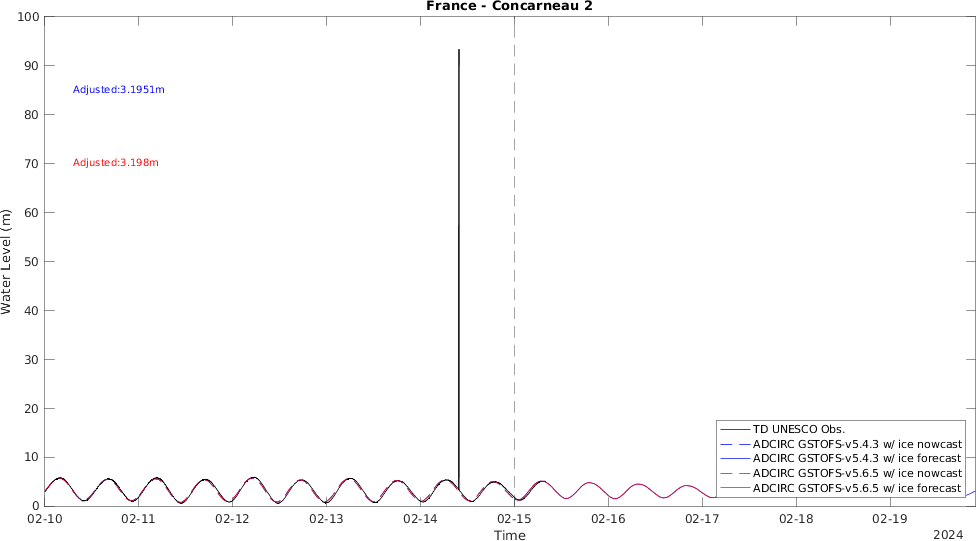 France - Concarneau 2
100
90
80
70
60
50
40
30
20
10
0
Water Level (m)
Adjusted:3.1951m
Adjusted:3.198m
TD UNESCO Obs.
ADCIRC GSTOFS-v5.4.3 w/ ice nowcast
ADCIRC GSTOFS-v5.4.3 w/ ice forecast
ADCIRC GSTOFS-v5.6.5 w/ ice nowcast
ADCIRC GSTOFS-v5.6.5 w/ ice forecast
02-10 02-11 02-12 02-13 02-14 02-15 02-16 02-17 02-18 02-19
Time
2024